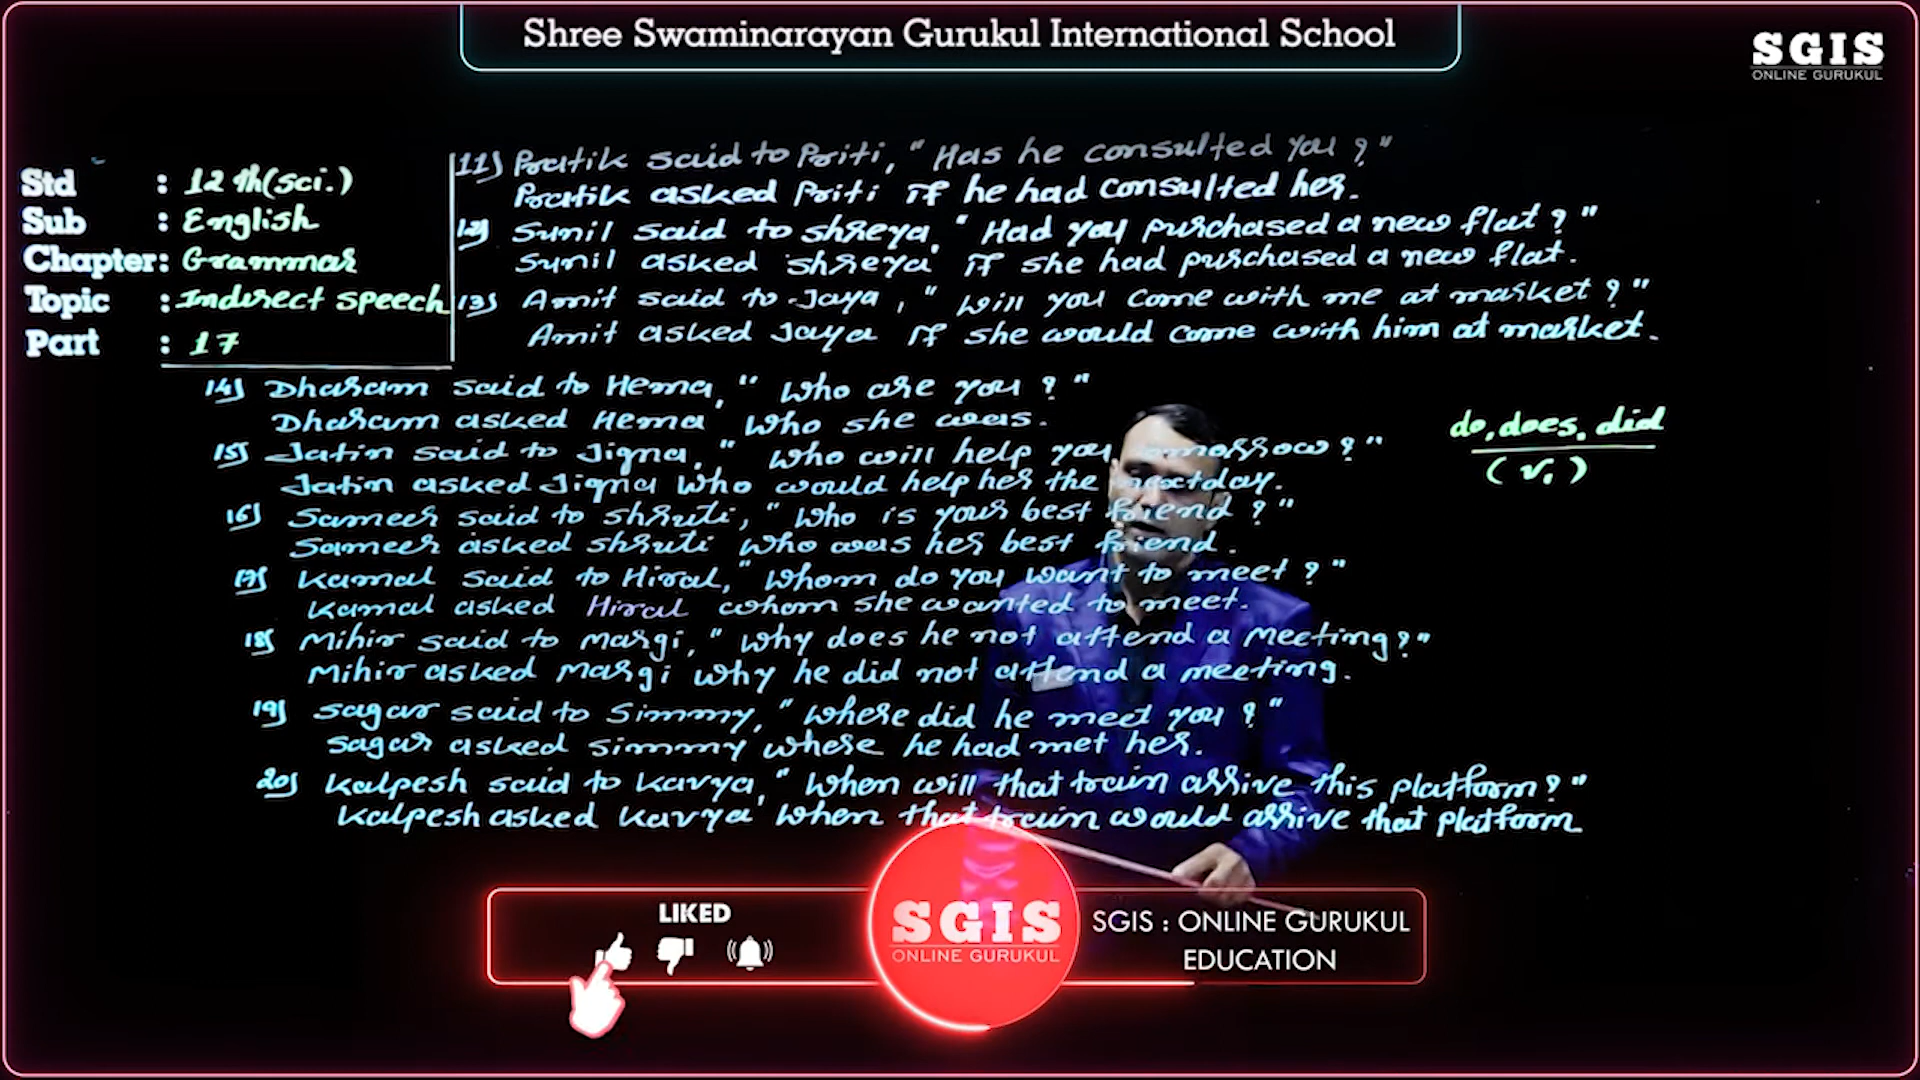 Shree Swaminarayan Gurukul International School
SGIS
ONLINE GURUKUL
Std : 12th (sci.)
Sub : English
Chapter: Grammar
Topic : Indirect speech
Part : 17
11) Pratik said to Priti, "Has he consulted you?"
Pratik asked Priti if he had consulted her.
12) Sunil said to shreya, "Had you purchased a new flat?"
Sunil asked shreya if she had purchased a new flat.
13) Amit said to Jaya, "Will you come with me at market?"
Amit asked Jaya if she would come with him at market.
14) Dharam said to Hema, "Who are you?"
Dharam asked Hema who she was.
15) Jatin said to Jigna, "Who will help you tomorrow?"
Jatin asked Jigna who would help her the next day.
16) Sameer said to shruti, "Who is your best friend?"
Sameer asked shruti who was her best friend.
17) Kamal said to Hiral, "Whom do you want to meet?"
Kamal asked Hiral whom she wanted to meet.
18) Mihir said to Margi, "Why does he not attend a meeting?"
Mihir asked Margi why he did not attend a meeting.
19) Sagar said to Simmy, "Where did he meet you?"
Sagar asked simmy where he had met her.
20) Kalpesh said to Kavya, "When will that train arrive this platform?"
Kalpesh asked Kavya when that train would arrive that platform
do, does, did
(v1)
LIKED
SGIS
ONLINE GURUKUL
SGIS : ONLINE GURUKUL
EDUCATION